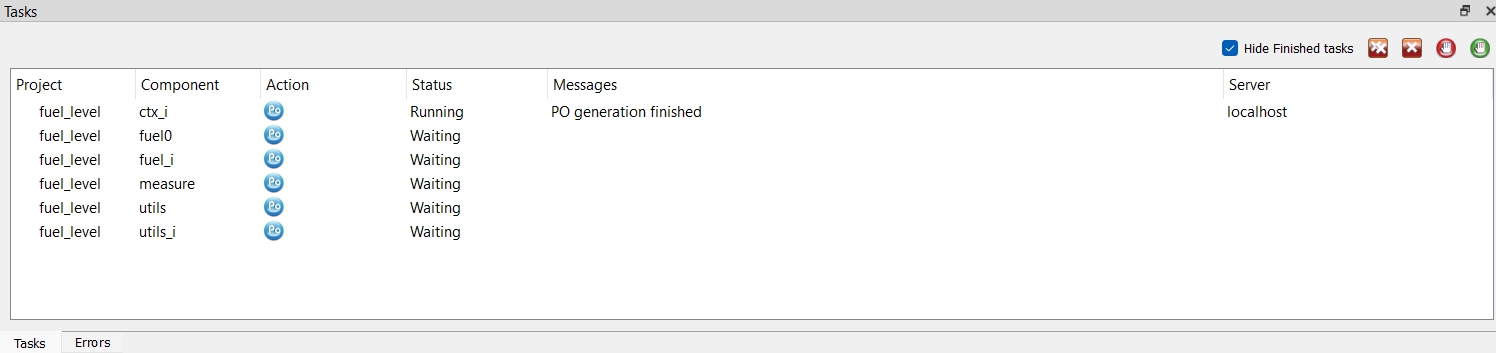 Tasks
Hide Finished tasks
Project Component Action Status Messages Server
fuel_level ctx_i Po Running PO generation finished localhost
fuel_level fuel0 Po Waiting
fuel_level fuel_i Po Waiting
fuel_level measure Po Waiting
fuel_level utils Po Waiting
fuel_level utils_i Po Waiting
Tasks Errors